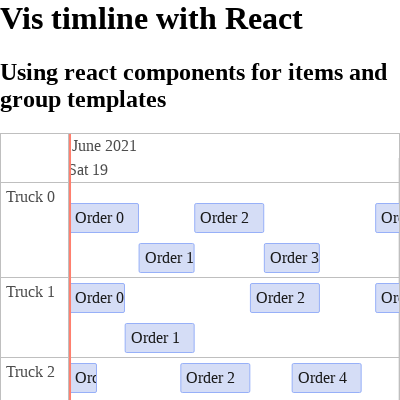 Vis timline with React
Using react components for items and
group templates
June 2021
Sat 19
Truck 0
Order 0
Order 2
Or
Order 1
Order 3
Truck 1
Order 0
Order 2
Or
Order 1
Truck 2
Ord
Order 2
Order 4